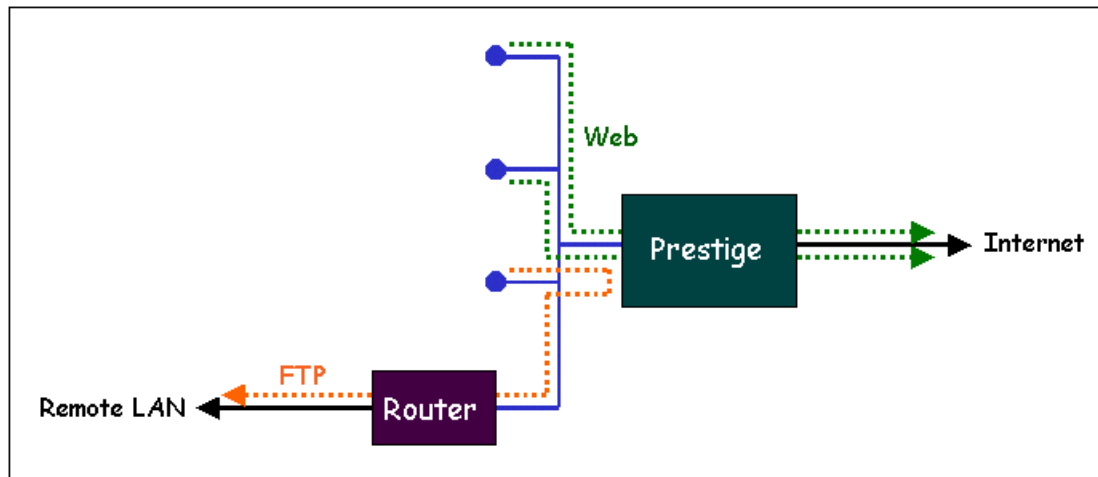 Web
Prestige
Internet
FTP
Remote LAN
Router